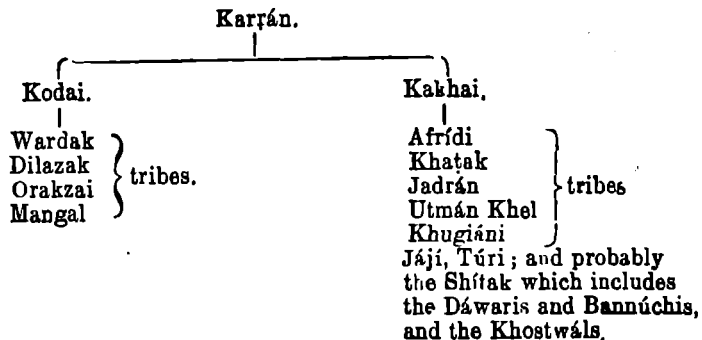 Karṛán.
Kodai.
Wardak
Dilazak
Orakzai
Mangal
tribes.
Kakhai.
Afrídi
Khaṭak
Jadrán
Utmán Khel
Khugiáni
tribes
Jájí, Túri; and probably
the Shítak which includes
the Dáwaris and Bannúchis,
and the Khostwáls.